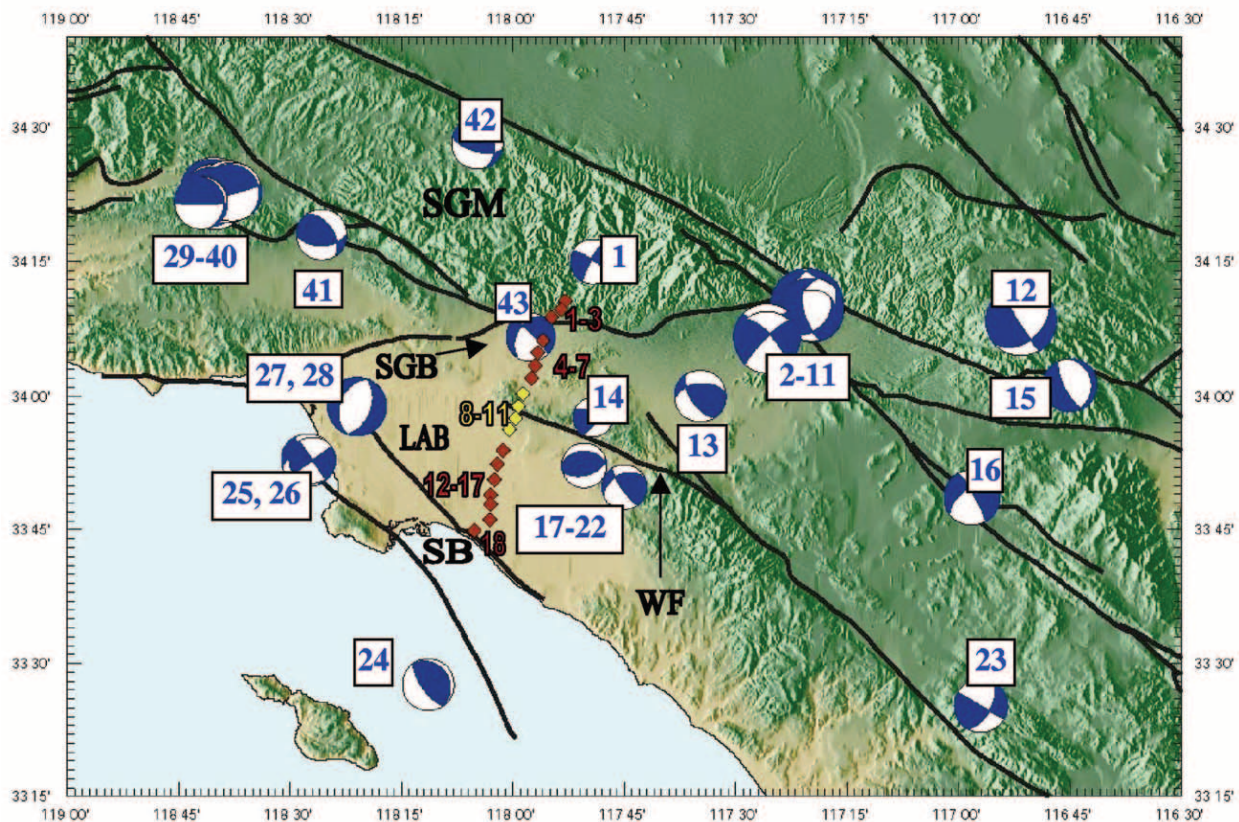 119 00' 118 45' 118 30' 118 15' 118 00' 117 45' 117 30' 117 15' 117 00' 116 45' 116 30'
34 30' 42 34 30'
SGM
34 15' 29-40 1 12 34 15'
41 43 1-3
SGB 4-7 2-11
27, 28 14 15
34 00' 8-11 34 00'
LAB 13
25, 26 12-17 16
33 45' 17-22 33 45'
SB 18
WF
33 30' 24 23 33 30'
33 15' 33 15'
119 00' 118 45' 118 30' 118 15' 118 00' 117 45' 117 30' 117 15' 117 00' 116 45' 116 30'